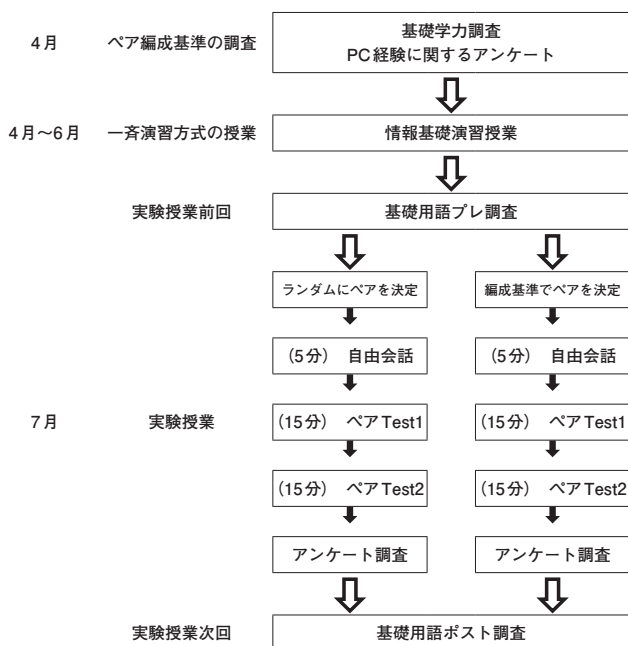 4月
ペア編成基準の調査
基礎学力調査
PC経験に関するアンケート
4月～6月
一斉演習方式の授業
情報基礎演習授業
実験授業前回
基礎用語プレ調査
ランダムにペアを決定
編成基準でペアを決定
(5分) 自由会話
(5分) 自由会話
7月
実験授業
(15分) ペアTest1
(15分) ペアTest1
(15分) ペアTest2
(15分) ペアTest2
アンケート調査
アンケート調査
実験授業次回
基礎用語ポスト調査